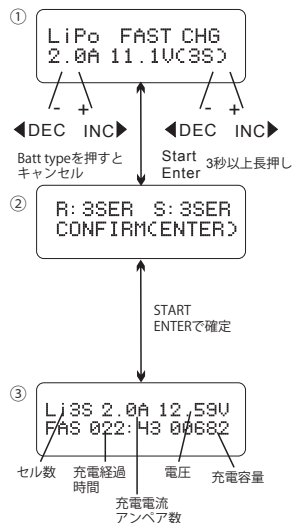 ①
LiPo FAST CHG
2.0A 11.1V(3S)
- +
◀DEC INC▶
- +
◀DEC INC▶
Batt typeを押すと
キャンセル
Start
Enter
3秒以上長押し
②
R:3SER S:3SER
CONFIRM(ENTER)
START
ENTERで確定
③
Li3S 2.0A 12.59V
FAS 022:43 00682
セル数
充電経過
時間
充電電流
アンペア数
電圧
充電容量